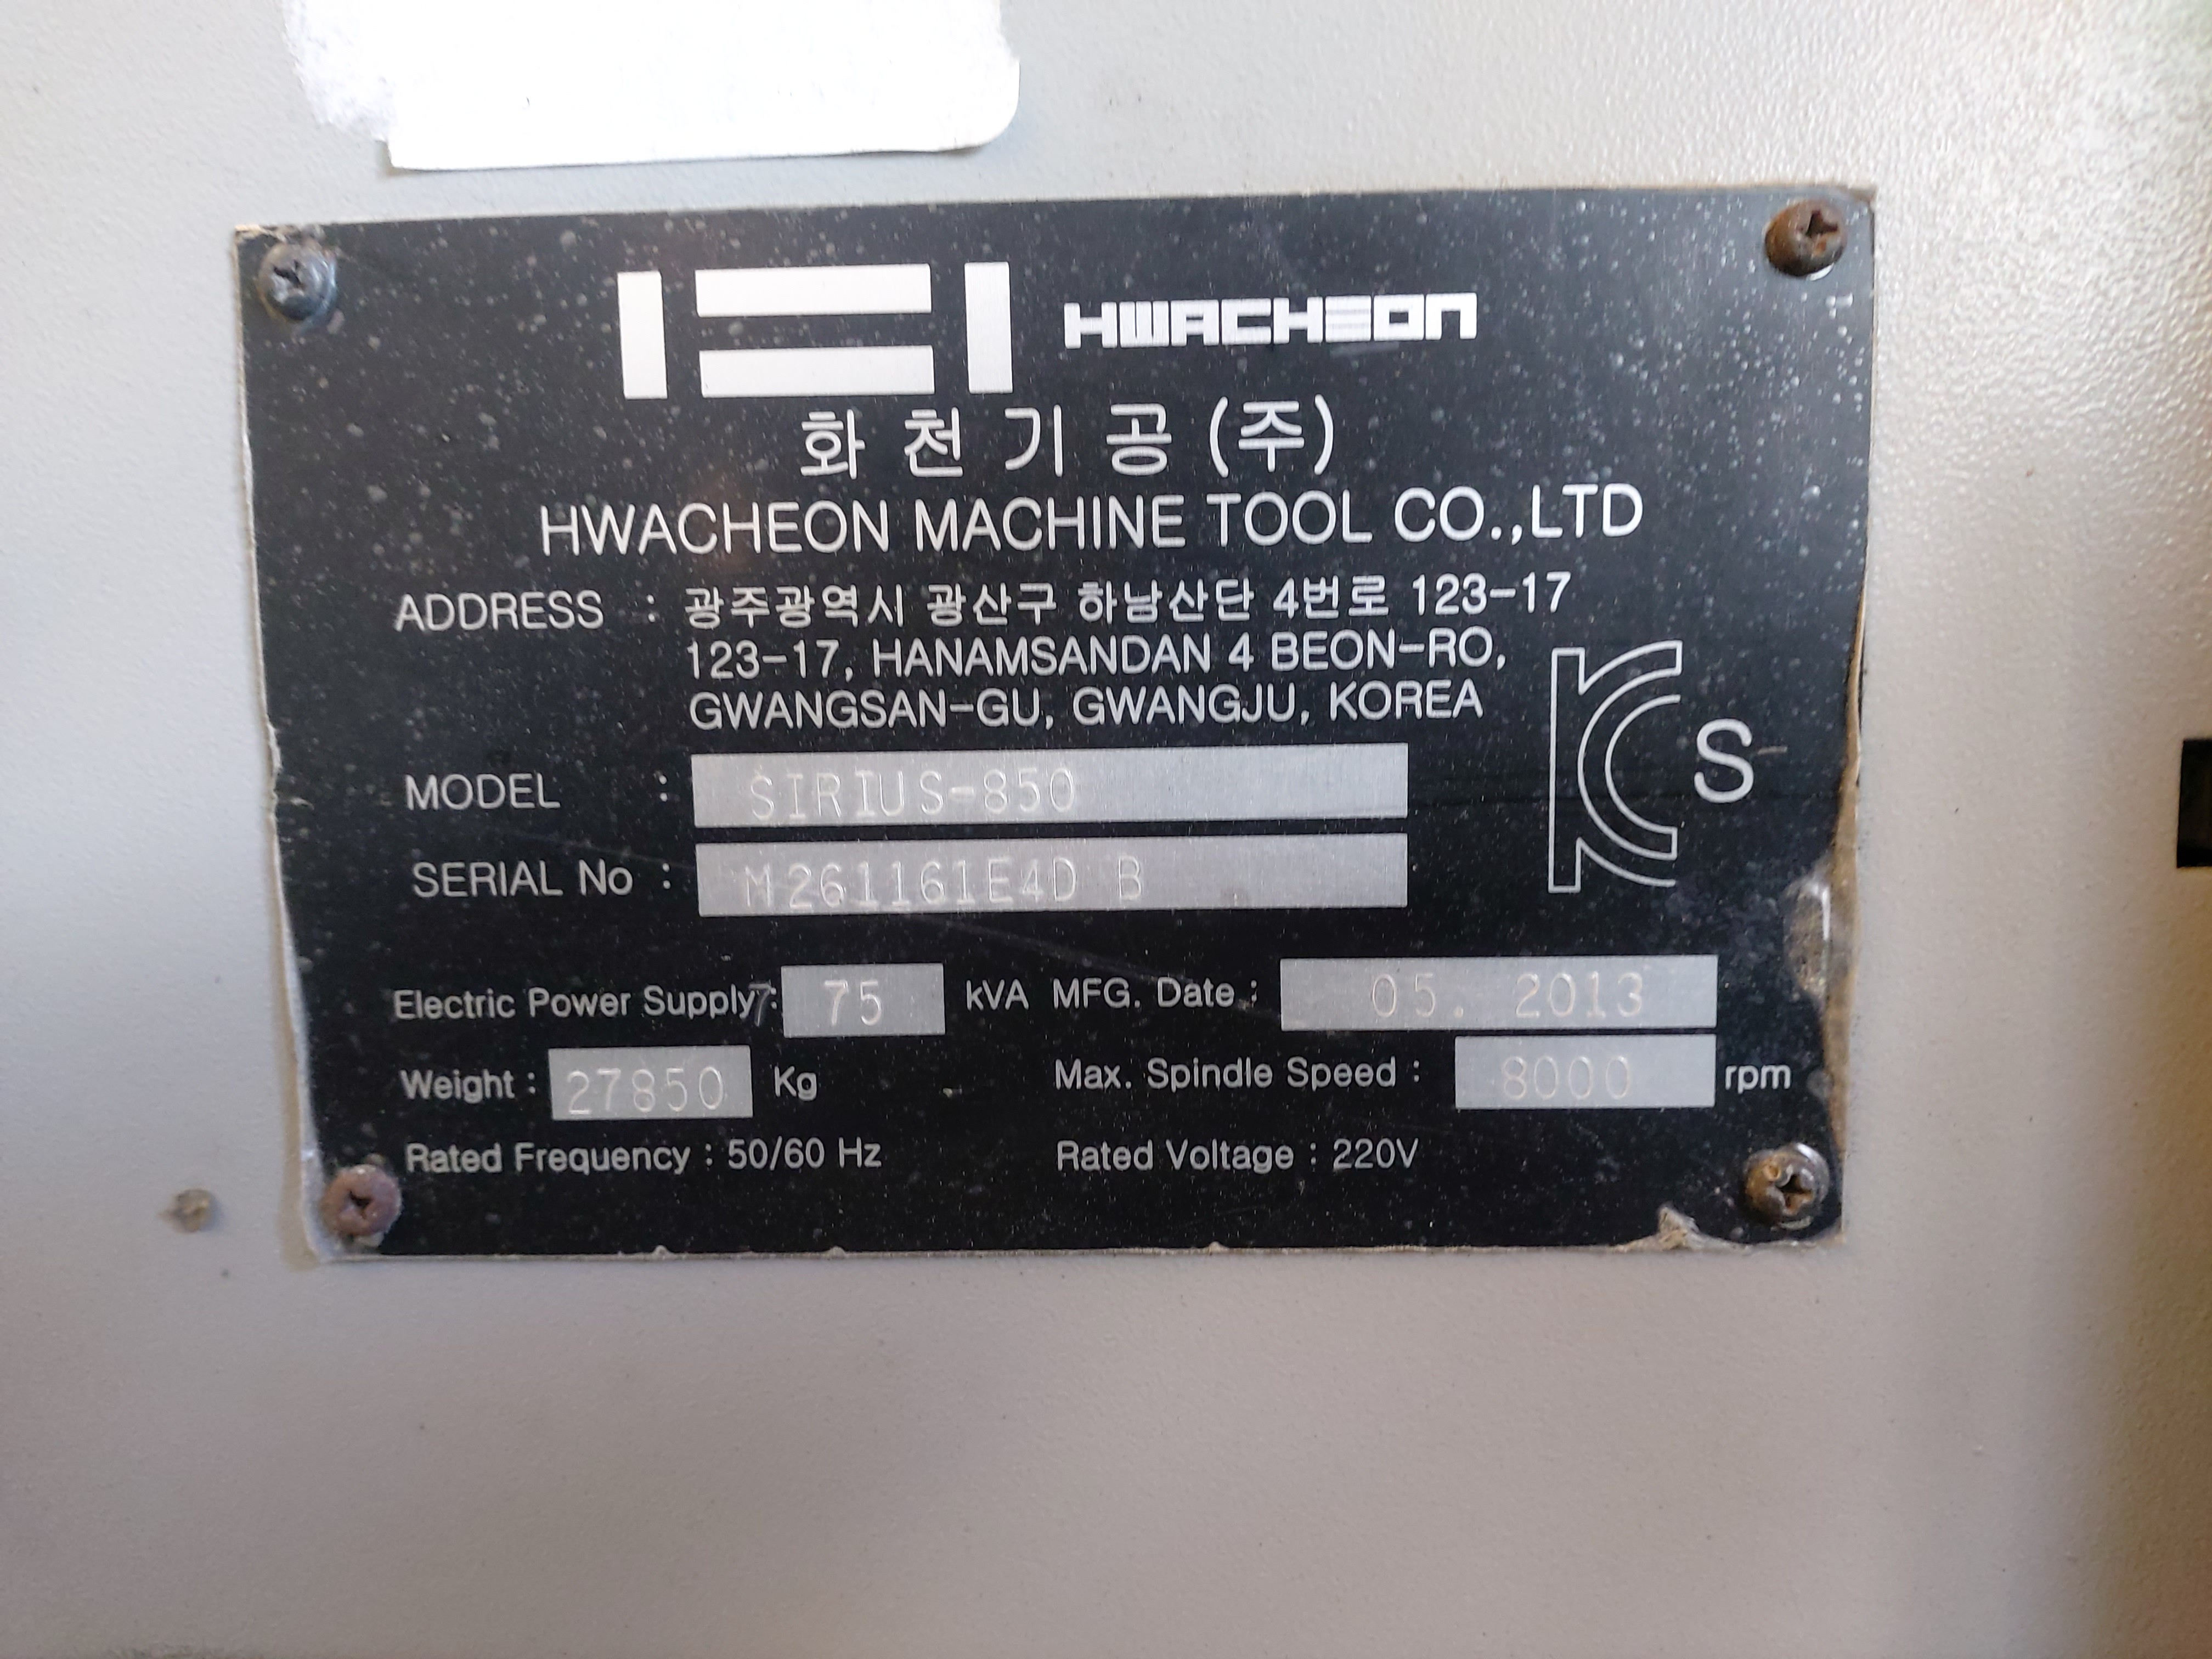 HWACHEON
화천기공(주)
HWACHEON MACHINE TOOL CO.,LTD
ADDRESS : 광주광역시 광산구 하남산단 4번로 123-17
123-17, HANAMSANDAN 4 BEON-RO,
GWANGSAN-GU, GWANGJU, KOREA
MODEL : SIRIUS-850
SERIAL No : M261161E4D B
KC S
Electric Power Supply : 75 kVA MFG. Date : 05. 2013
Weight : 27850 Kg Max. Spindle Speed : 8000 rpm
Rated Frequency : 50/60 Hz Rated Voltage : 220V